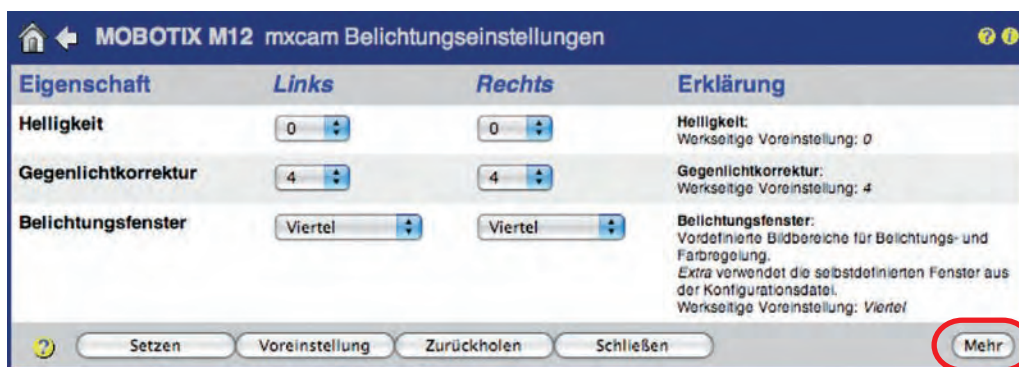 MOBOTIX M12 mxcam Belichtungseinstellungen
Eigenschaft Links Rechts Erklärung
Helligkeit 0 0 Helligkeit:
Werkseitige Voreinstellung: 0
Gegenlichtkorrektur 4 4 Gegenlichtkorrektur:
Werkseitige Voreinstellung: 4
Belichtungsfenster Viertel Viertel Belichtungsfenster:
Vordefinierte Bildbereiche für Belichtungs- und
Farbregelung.
Extra verwendet die selbstdefinierten Fenster aus
der Konfigurationsdatei.
Werkseitige Voreinstellung: Viertel
? Setzen Voreinstellung Zurückholen Schließen Mehr